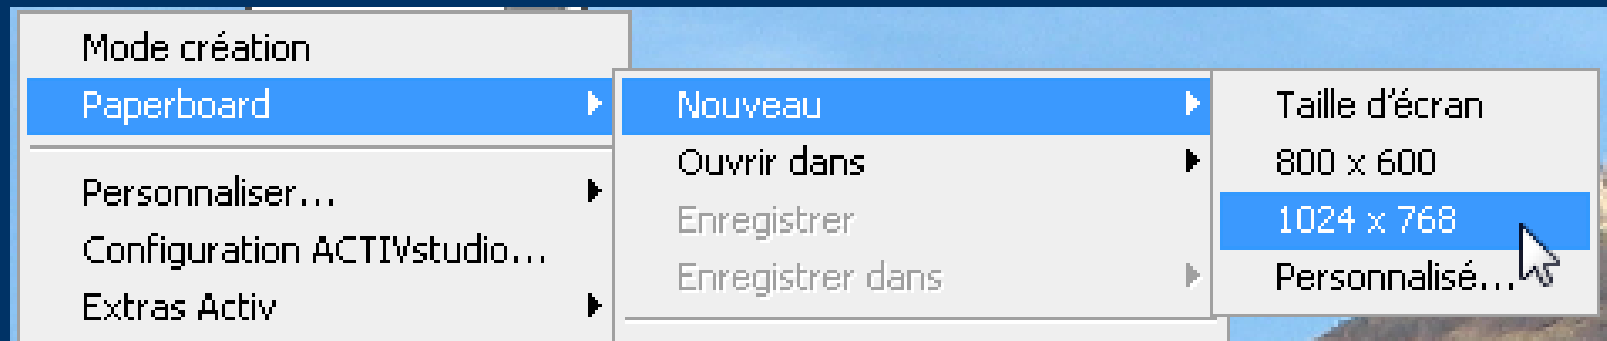 Mode création
Paperboard
Personnaliser...
Configuration ACTIVstudio...
Extras Activ
Nouveau
Ouvrir dans
Enregistrer
Enregistrer dans
Taille d'écran
800 x 600
1024 x 768
Personnalisé...